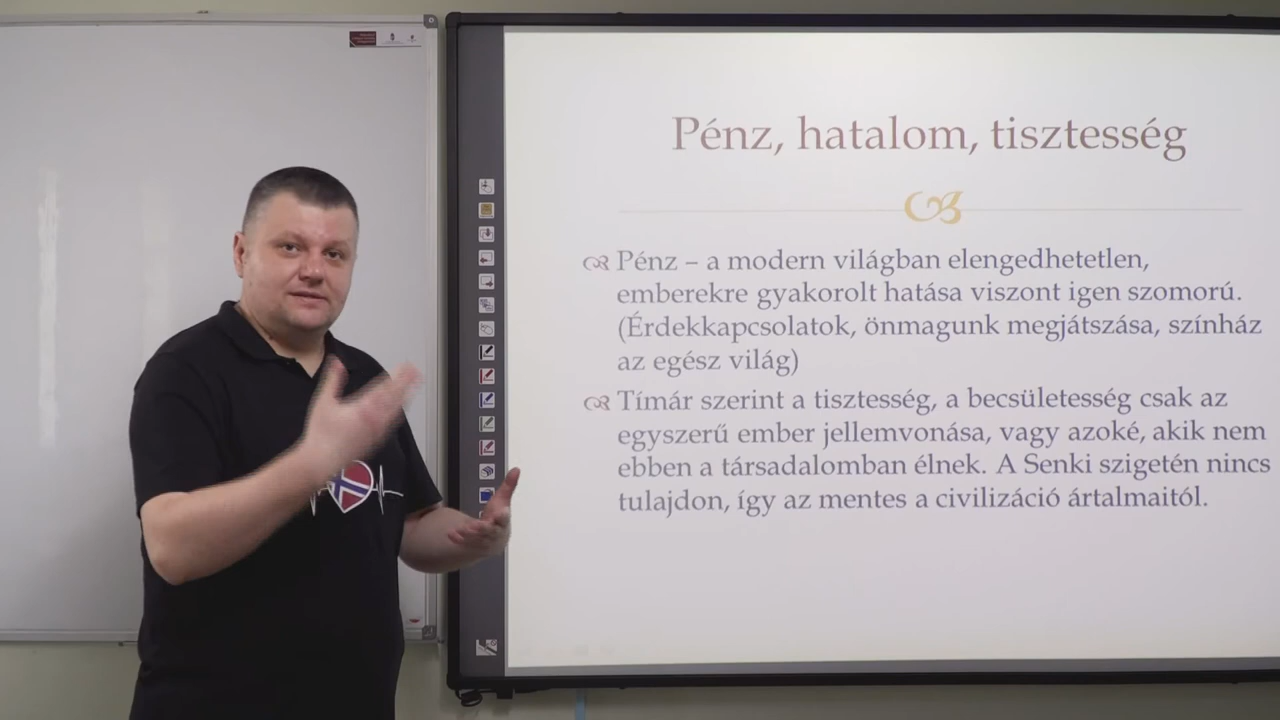 Pénz, hatalom, tisztesség
Pénz – a modern világban elengedhetetlen,
emberekre gyakorolt hatása viszont igen szomorú.
(Érdekkapcsolatok, önmagunk megjátszása, színház
az egész világ)
Tímár szerint a tisztesség, a becsületesség csak az
egyszerű ember jellemvonása, vagy azoké, akik nem
ebben a társadalomban élnek. A Senki szigetén nincs
tulajdon, így az mentes a civilizáció ártalmaitól.